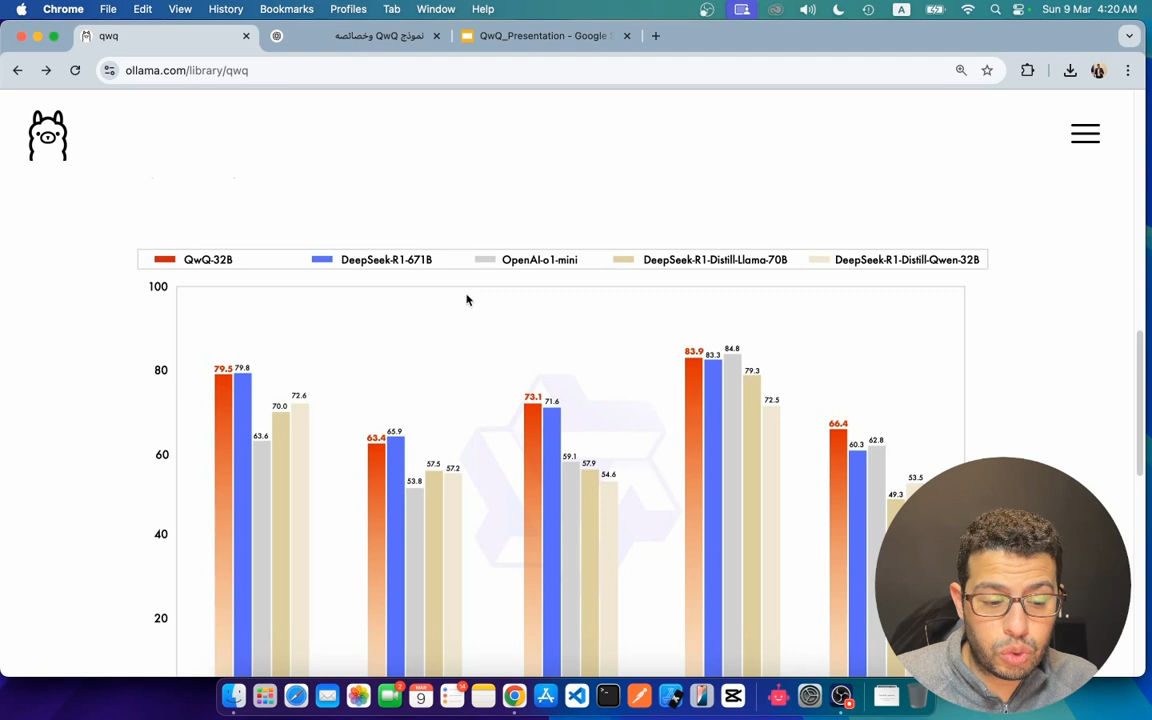 Chrome File Edit View History Bookmarks Profiles Tab Window Help A Sun 9 Mar 4:20 AM
qwq نموذج QwQ وخصائصه QwQ_Presentation - Google
ollama.com/library/qwq
QwQ-32B DeepSeek-R1-671B OpenAI-o1-mini DeepSeek-R1-Distill-Llama-70B DeepSeek-R1-Distill-Qwen-32B
100
83.9 83.3 84.8
80 79.5 79.8 79.3
70.0 72.6 73.1 71.6 72.5
63.6 63.4 65.9 66.4 60.3 62.8
60 53.8 57.5 57.2 59.1 57.9 54.6 49.3 53.5
40
20
2 MAR 9 14